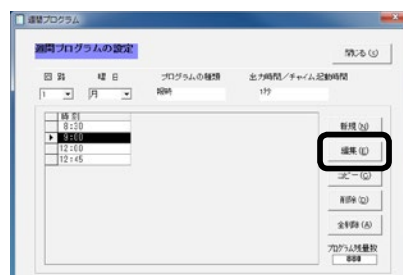 週間プログラム
週間プログラムの設定
閉じる(C)
回路 曜日 プログラムの種類 出力時間/チャイム起動時間
1 月 報時 1秒
時刻
8:30
9:00
12:00
12:45
新規(N)
編集(E)
コピー(C)
削除(D)
全削除(A)
プログラム残量数